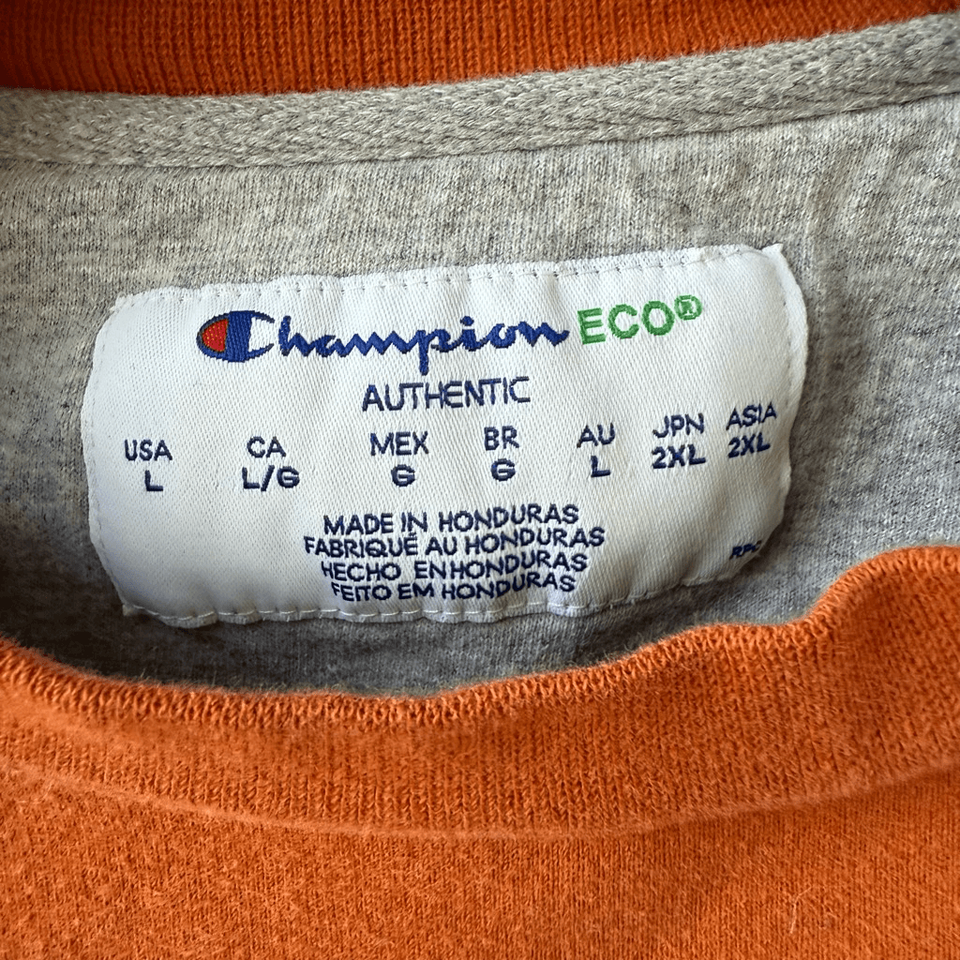 Champion ECO®
AUTHENTIC
USA CA MEX BR AU JPN ASIA
L L/G G G L 2XL 2XL
MADE IN HONDURAS
FABRIQUÉ AU HONDURAS
HECHO EN HONDURAS
FEITO EM HONDURAS
RPC